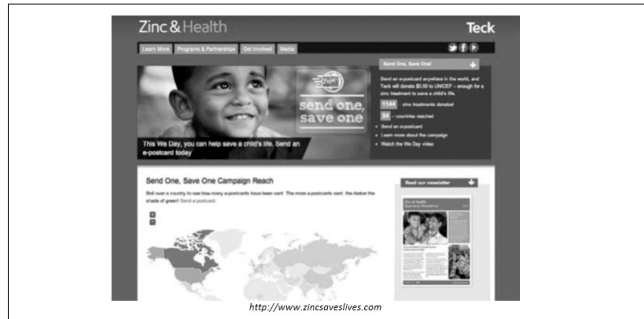 Zinc & Health
Teck
Learn More Programs & Partnerships Get Involved Media
Send One, Save One!
Send an e-postcard anywhere in the world, and
Teck will donate $0.50 to UNICEF – enough for a
zinc treatment to save a child's life.
1144 zinc treatments donated
54 - countries reached
Send an e-postcard
Learn more about the campaign
Watch the We Day video
send one,
save one
This We Day, you can help save a child's life. Send an
e-postcard today
Send One, Save One Campaign Reach
Roll over a country to see how many e-postcards have been sent. The more e-postcards sent, the darker the
shade of green! Send a postcard.
Read our newsletter
Zinc & Health
http://www.zincsaveslives.com